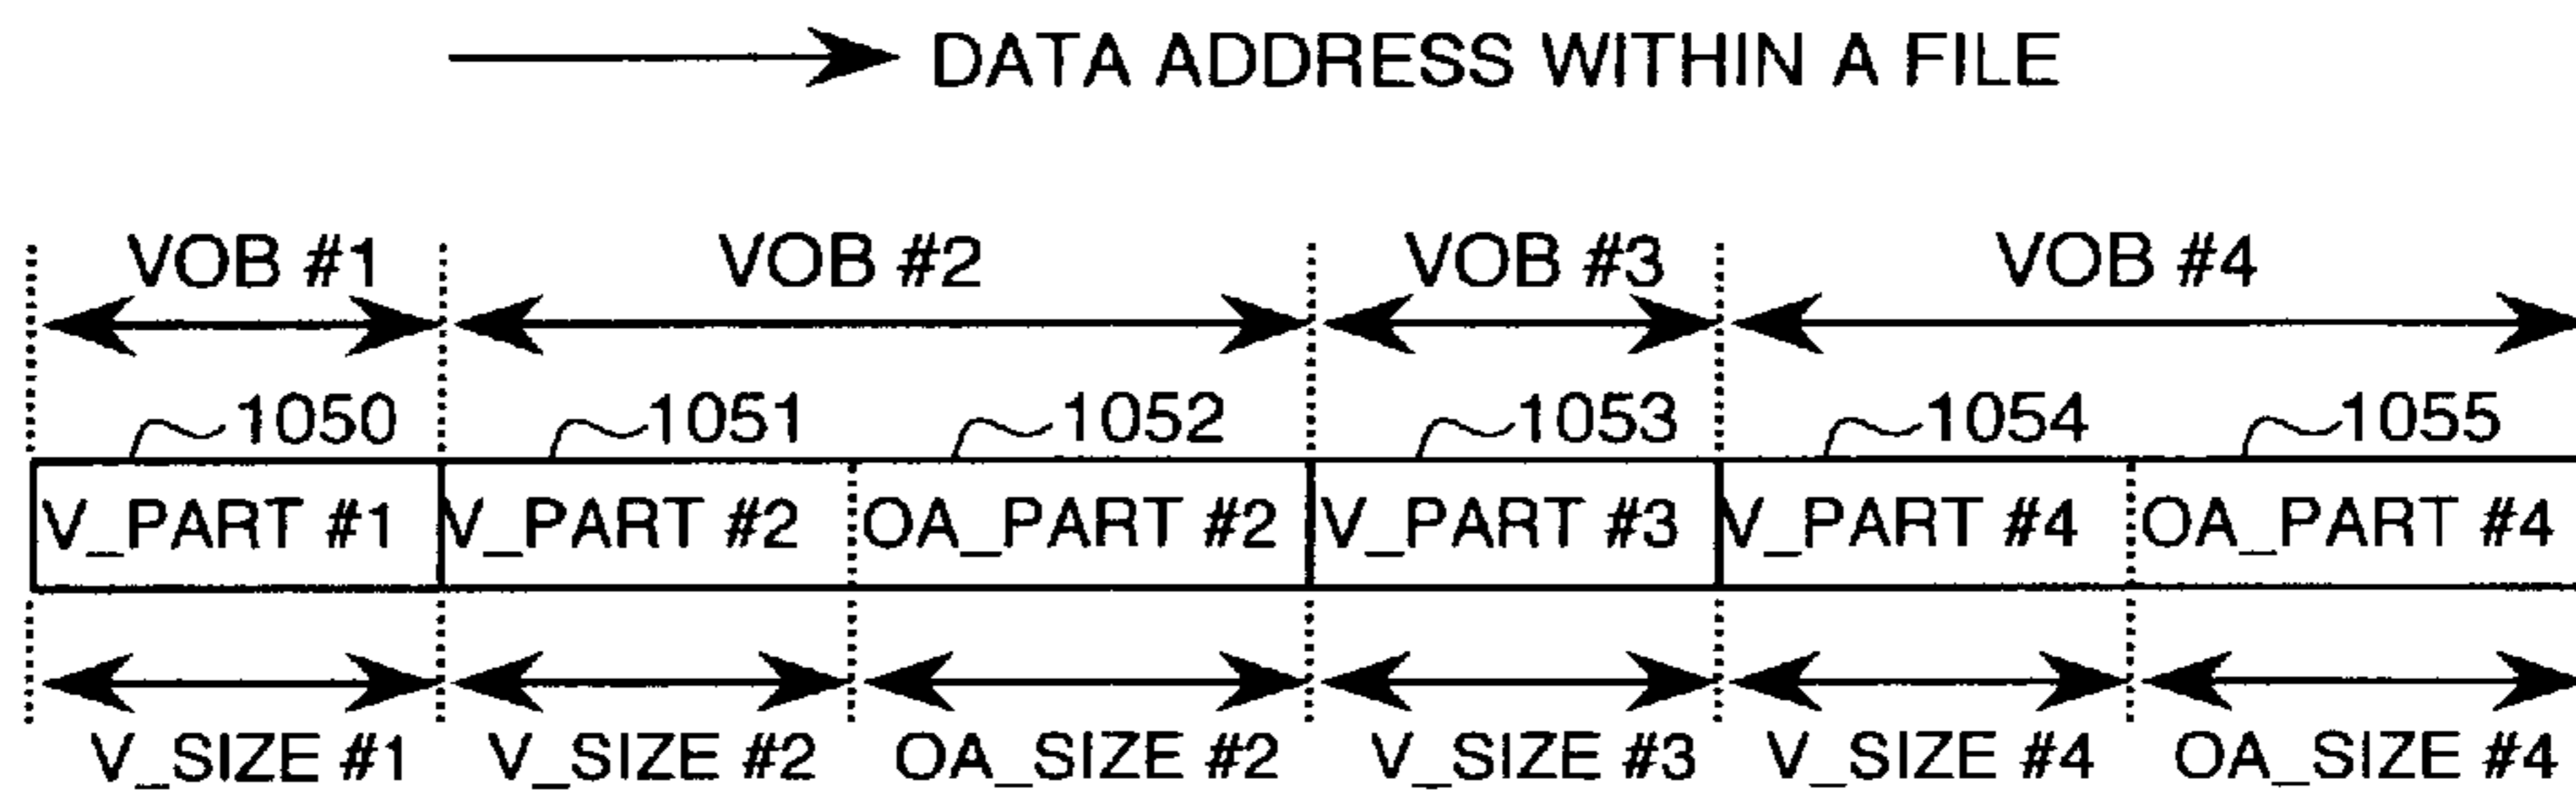 DATA ADDRESS WITHIN A FILE
VOB #1 VOB #2 VOB #3 VOB #4
1050 1051 1052 1053 1054 1055
V_PART #1 V_PART #2 OA_PART #2 V_PART #3 V_PART #4 OA_PART #4
V_SIZE #1 V_SIZE #2 OA_SIZE #2 V_SIZE #3 V_SIZE #4 OA_SIZE #4